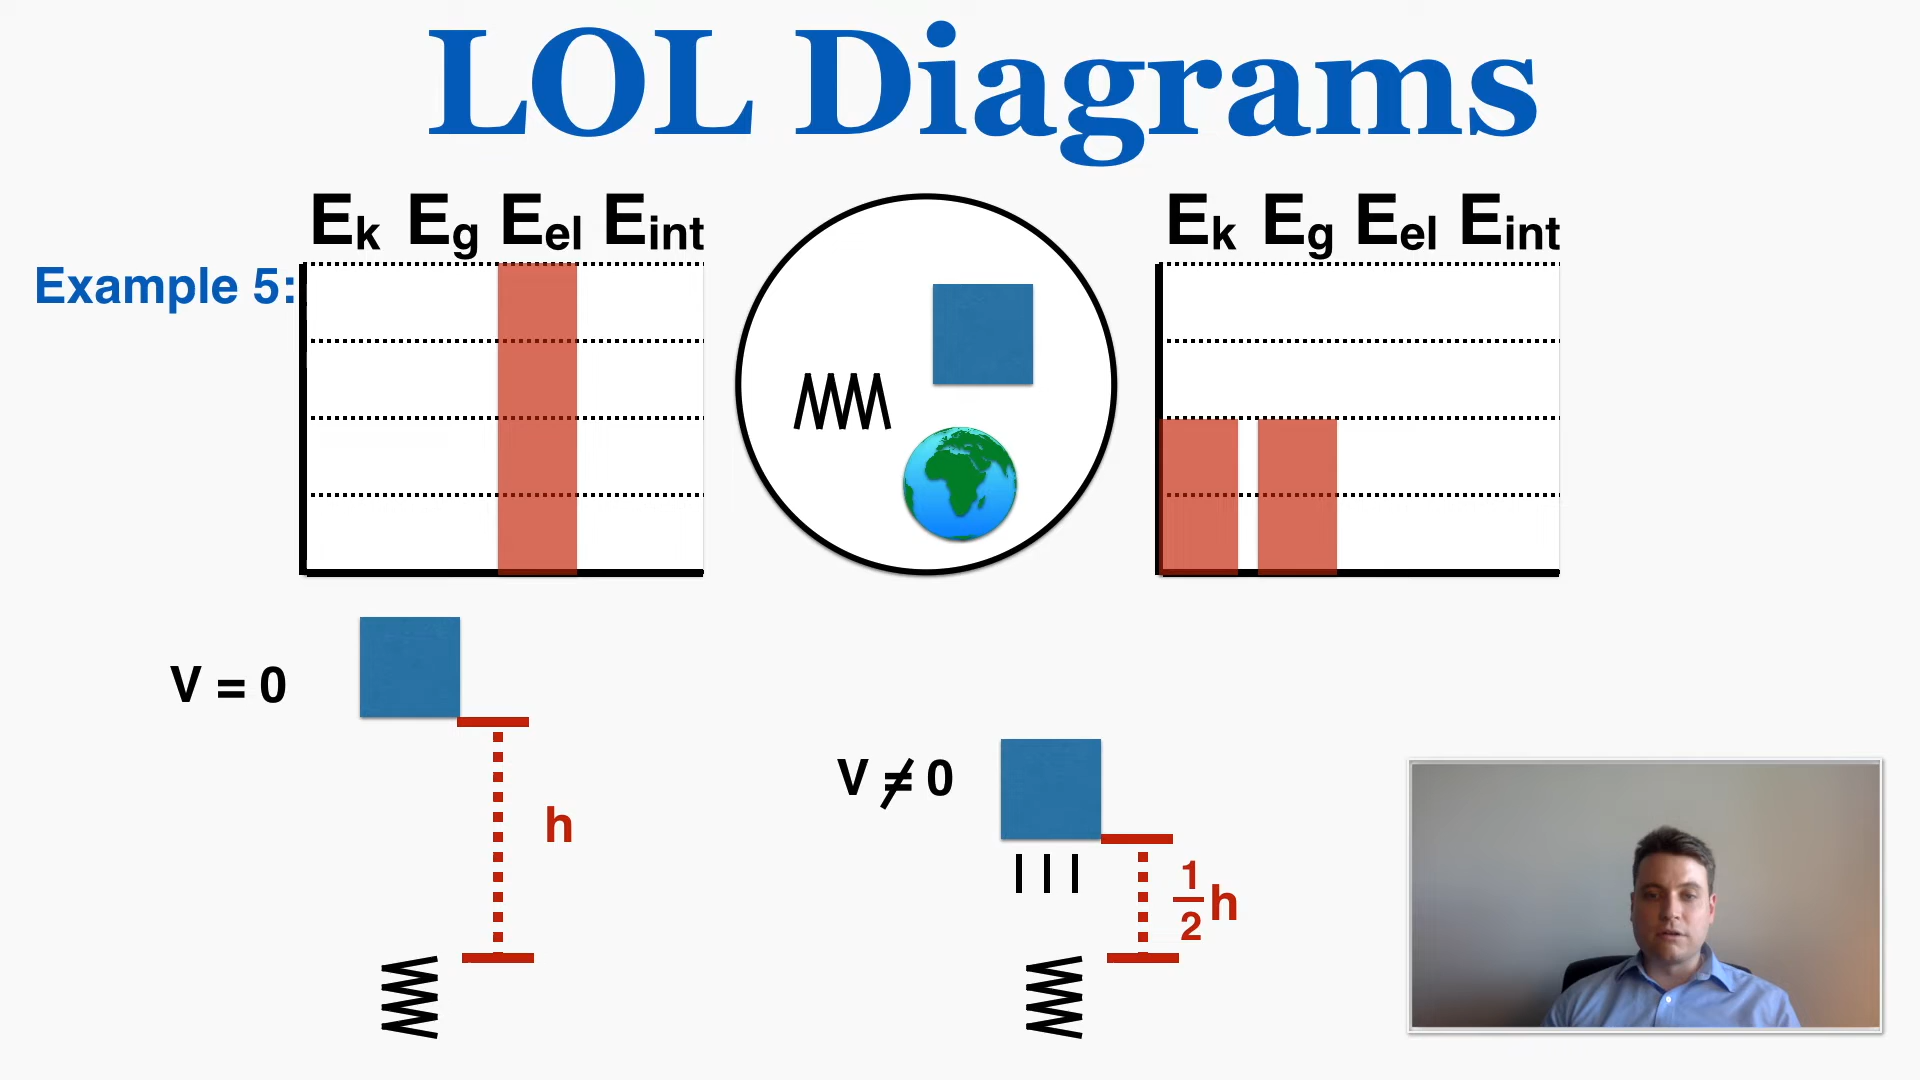 LOL Diagrams
Ek Eg Eel Eint
Ek Eg Eel Eint
Example 5:
V = 0
h
V ≠ 0
1/2 h